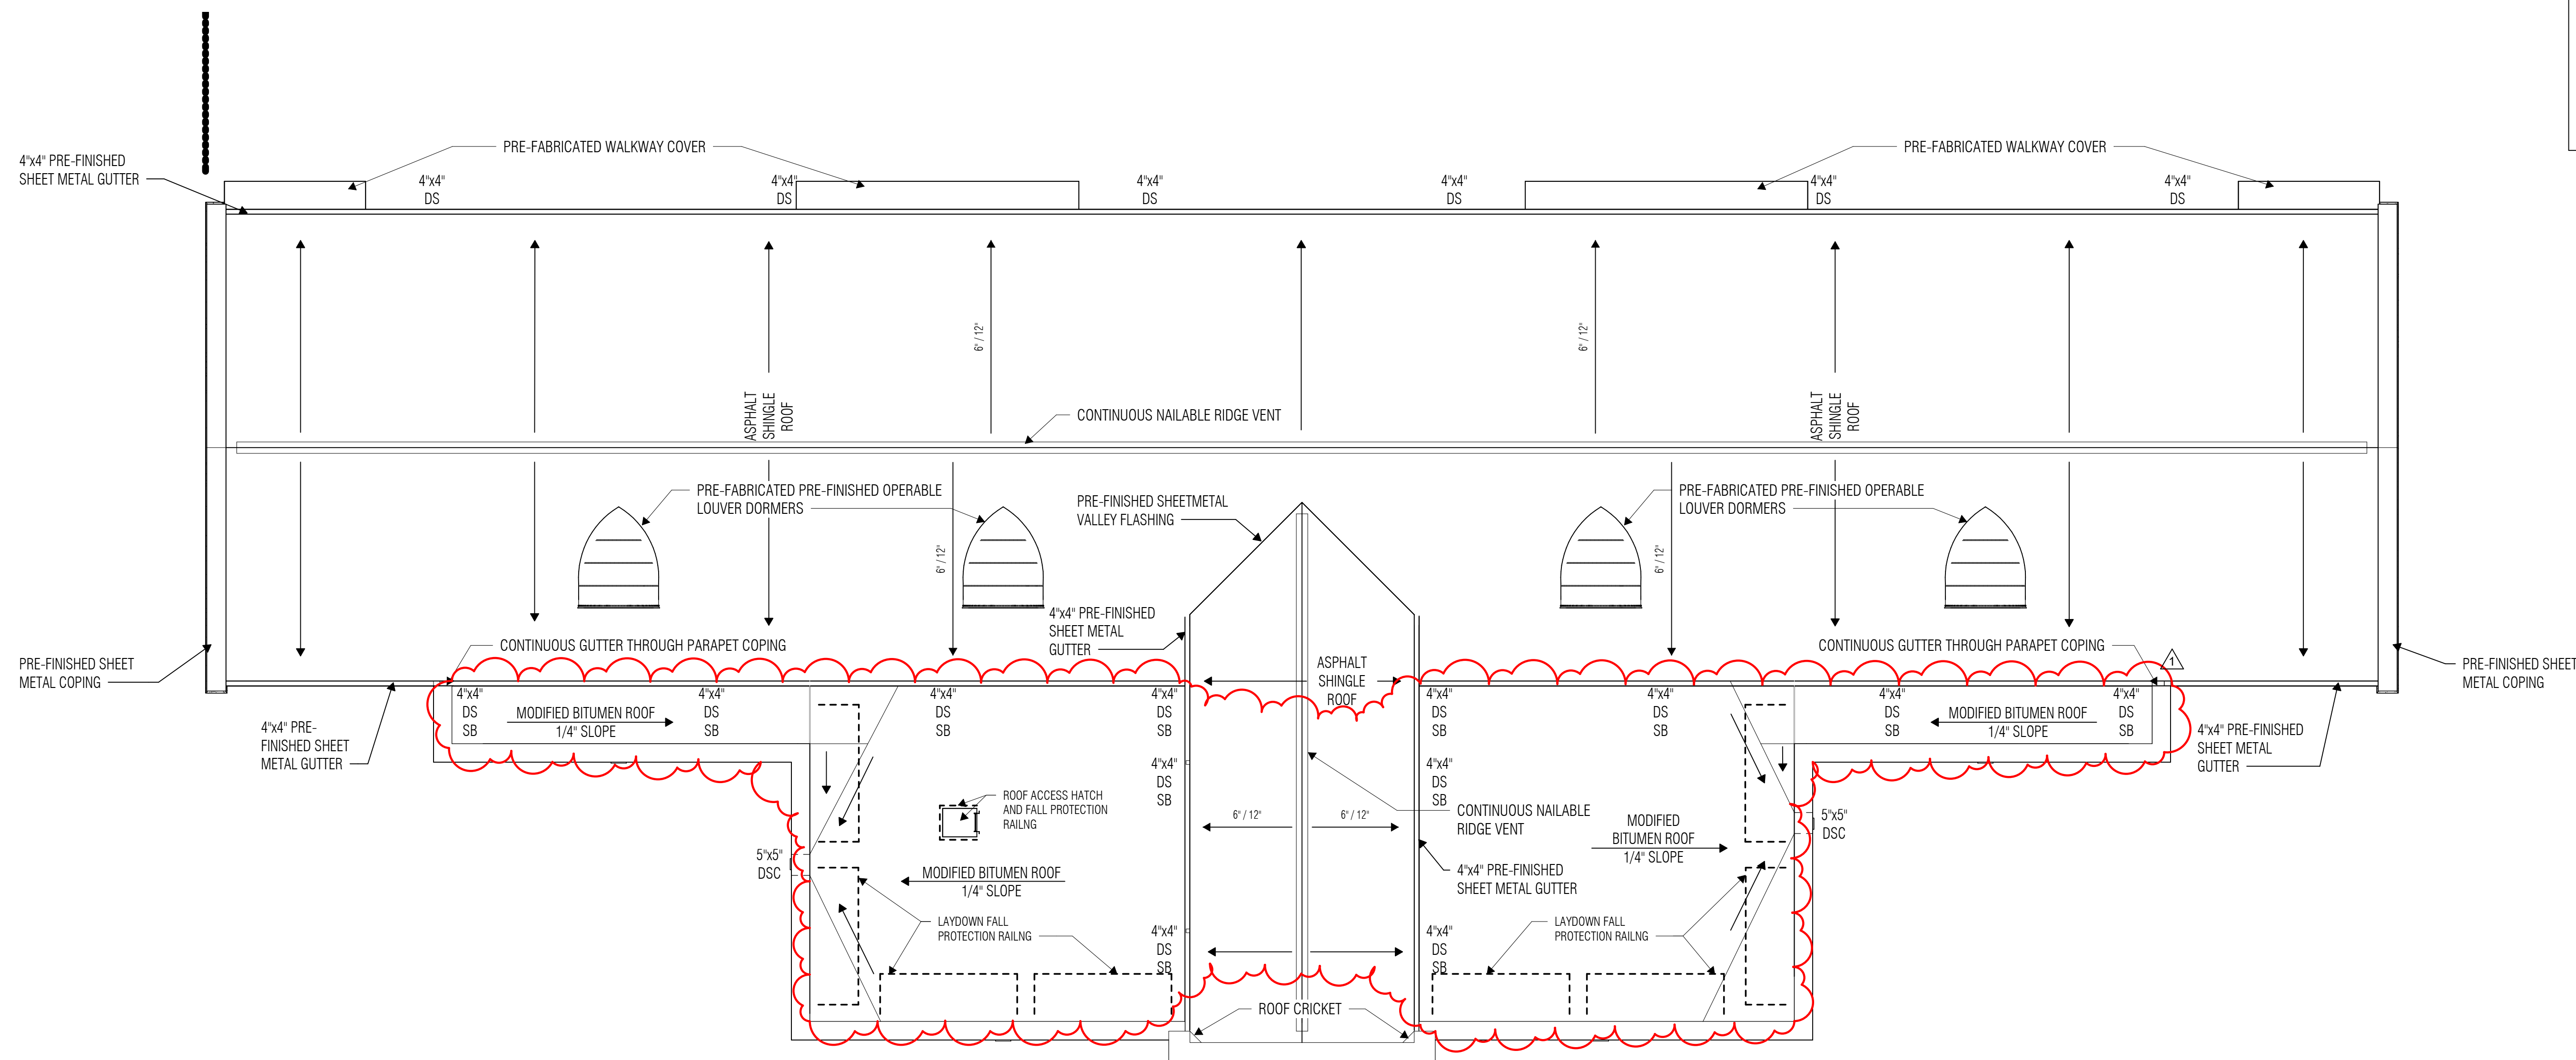 PRE-FABRICATED WALKWAY COVER
PRE-FABRICATED WALKWAY COVER
4"x4" PRE-FINISHED
SHEET METAL GUTTER
4"x4"
DS
4"x4"
DS
4"x4"
DS
4"x4"
DS
4"x4"
DS
4"x4"
DS
6" / 12"
6" / 12"
ASPHALT
SHINGLE
ROOF
ASPHALT
SHINGLE
ROOF
CONTINUOUS NAILABLE RIDGE VENT
PRE-FABRICATED PRE-FINISHED OPERABLE
LOUVER DORMERS
PRE-FINISHED SHEETMETAL
VALLEY FLASHING
PRE-FABRICATED PRE-FINISHED OPERABLE
LOUVER DORMERS
6" / 12"
6" / 12"
4"x4" PRE-FINISHED
SHEET METAL
GUTTER
CONTINUOUS GUTTER THROUGH PARAPET COPING
CONTINUOUS GUTTER THROUGH PARAPET COPING
1
PRE-FINISHED SHEET
METAL COPING
ASPHALT
SHINGLE
ROOF
PRE-FINISHED SHEET
METAL COPING
4"x4"
DS
SB
MODIFIED BITUMEN ROOF
1/4" SLOPE
4"x4"
DS
SB
4"x4"
DS
SB
4"x4"
DS
SB
4"x4"
DS
SB
4"x4"
DS
SB
4"x4"
DS
SB
MODIFIED BITUMEN ROOF
1/4" SLOPE
4"x4"
DS
SB
4"x4" PRE-
FINISHED SHEET
METAL GUTTER
4"x4" PRE-FINISHED
SHEET METAL
GUTTER
4"x4"
DS
SB
4"x4"
DS
SB
ROOF ACCESS HATCH
AND FALL PROTECTION
RAILNG
6" / 12"
6" / 12"
CONTINUOUS NAILABLE
RIDGE VENT
MODIFIED
BITUMEN ROOF
1/4" SLOPE
5"x5"
DSC
5"x5"
DSC
MODIFIED BITUMEN ROOF
1/4" SLOPE
4"x4" PRE-FINISHED
SHEET METAL GUTTER
LAYDOWN FALL
PROTECTION RAILNG
4"x4"
DS
SB
4"x4"
DS
SB
LAYDOWN FALL
PROTECTION RAILNG
ROOF CRICKET